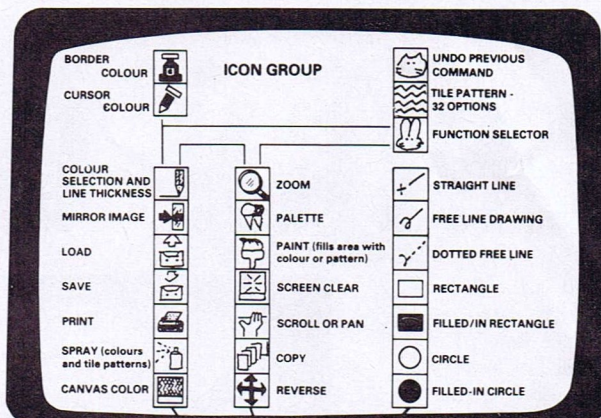 BORDER
COLOUR
CURSOR
COLOUR
ICON GROUP
UNDO PREVIOUS
COMMAND
TILE PATTERN -
32 OPTIONS
FUNCTION SELECTOR
COLOUR
SELECTION AND
LINE THICKNESS
MIRROR IMAGE
LOAD
SAVE
PRINT
SPRAY (colours
and tile patterns)
CANVAS COLOR
ZOOM
PALETTE
PAINT (fills area with
colour or pattern)
SCREEN CLEAR
SCROLL OR PAN
COPY
REVERSE
STRAIGHT LINE
FREE LINE DRAWING
DOTTED FREE LINE
RECTANGLE
FILLED/IN RECTANGLE
CIRCLE
FILLED-IN CIRCLE